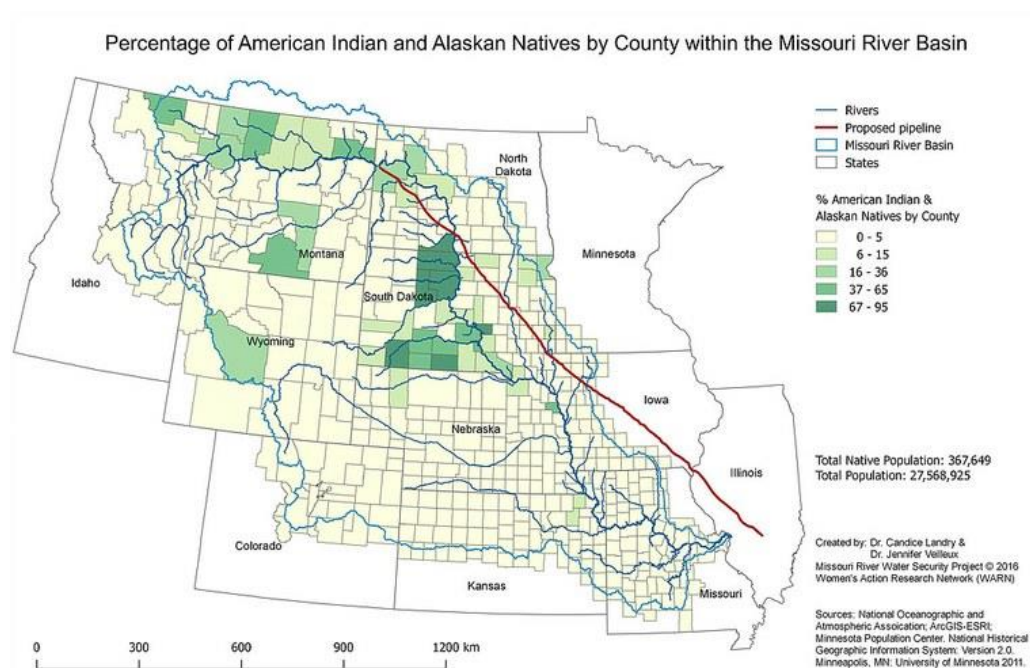 Percentage of American Indian and Alaskan Natives by County within the Missouri River Basin
Rivers
Proposed pipeline
Missouri River Basin
States
% American Indian &
Alaskan Natives by County
0 - 5
6 - 15
16 - 36
37 - 65
67 - 95
North
Dakota
Minnesota
Montana
Idaho
South Dakota
Wyoming
Iowa
Nebraska
Illinois
Colorado
Kansas
Missouri
Total Native Population: 367,649
Total Population: 27,568,925
Created by: Dr. Candice Landry &
Dr. Jennifer Veilleux
Missouri River Water Security Project © 2016
Women's Action Research Network (WARN)
Sources: National Oceanographic and
Atmospheric Assoication; ArcGIS-ESRI;
Minnesota Population Center. National Historical
Geographic Information System: Version 2.0.
Minneapolis, MN: University of Minnesota 2011.
0 300 600 900 1200 km